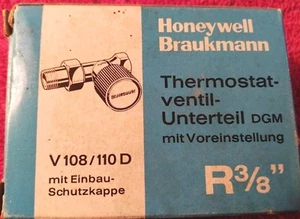 Honeywell
Braukmann
Thermostat-
ventil-
Unterteil DGM
mit Voreinstellung
V 108/110 D
mit Einbau-
Schutzkappe
R3/8"